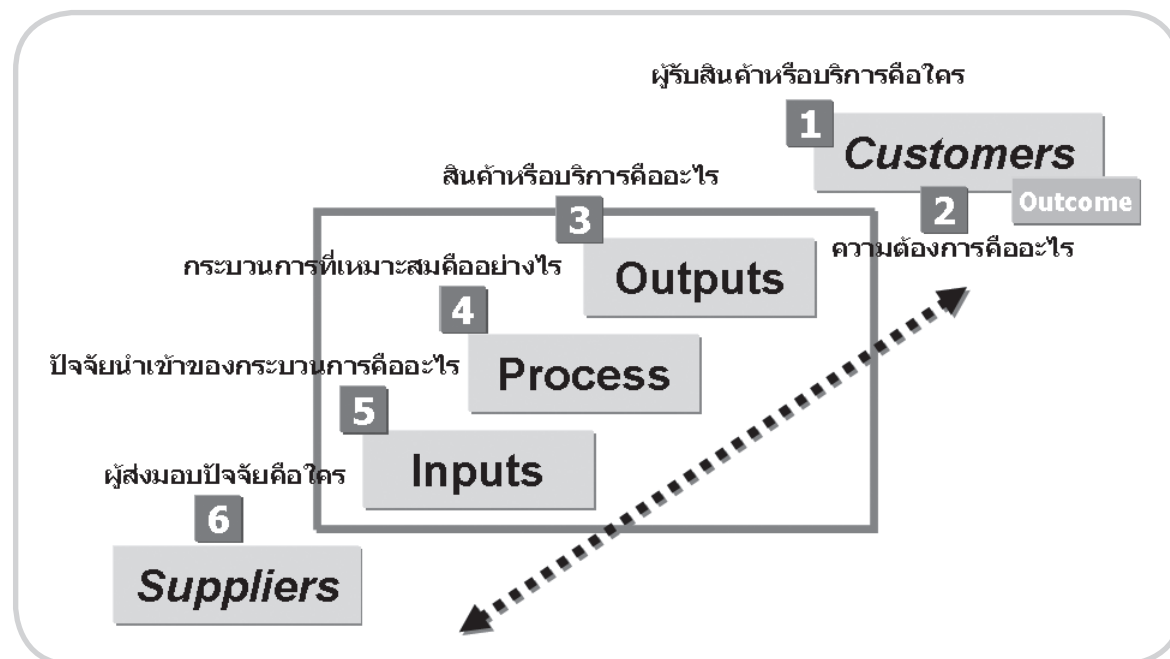 ผู้รับสินค้าหรือบริการคือใคร
1
Customers
Outcome
2
ความต้องการคืออะไร
สินค้าหรือบริการคืออะไร
3
Outputs
กระบวนการที่เหมาะสมคืออย่างไร
4
Process
ปัจจัยนำเข้าของกระบวนการคืออะไร
5
Inputs
ผู้ส่งมอบปัจจัยคือใคร
6
Suppliers